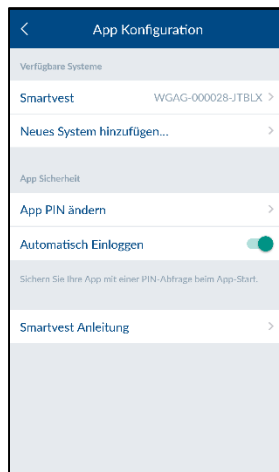 App Konfiguration
Verfügbare Systeme
Smartvest WGAG-000028-JTBLX
Neues System hinzufügen...
App Sicherheit
App PIN ändern
Automatisch Einloggen
Sichern Sie Ihre App mit einer PIN-Abfrage beim App-Start.
Smartvest Anleitung